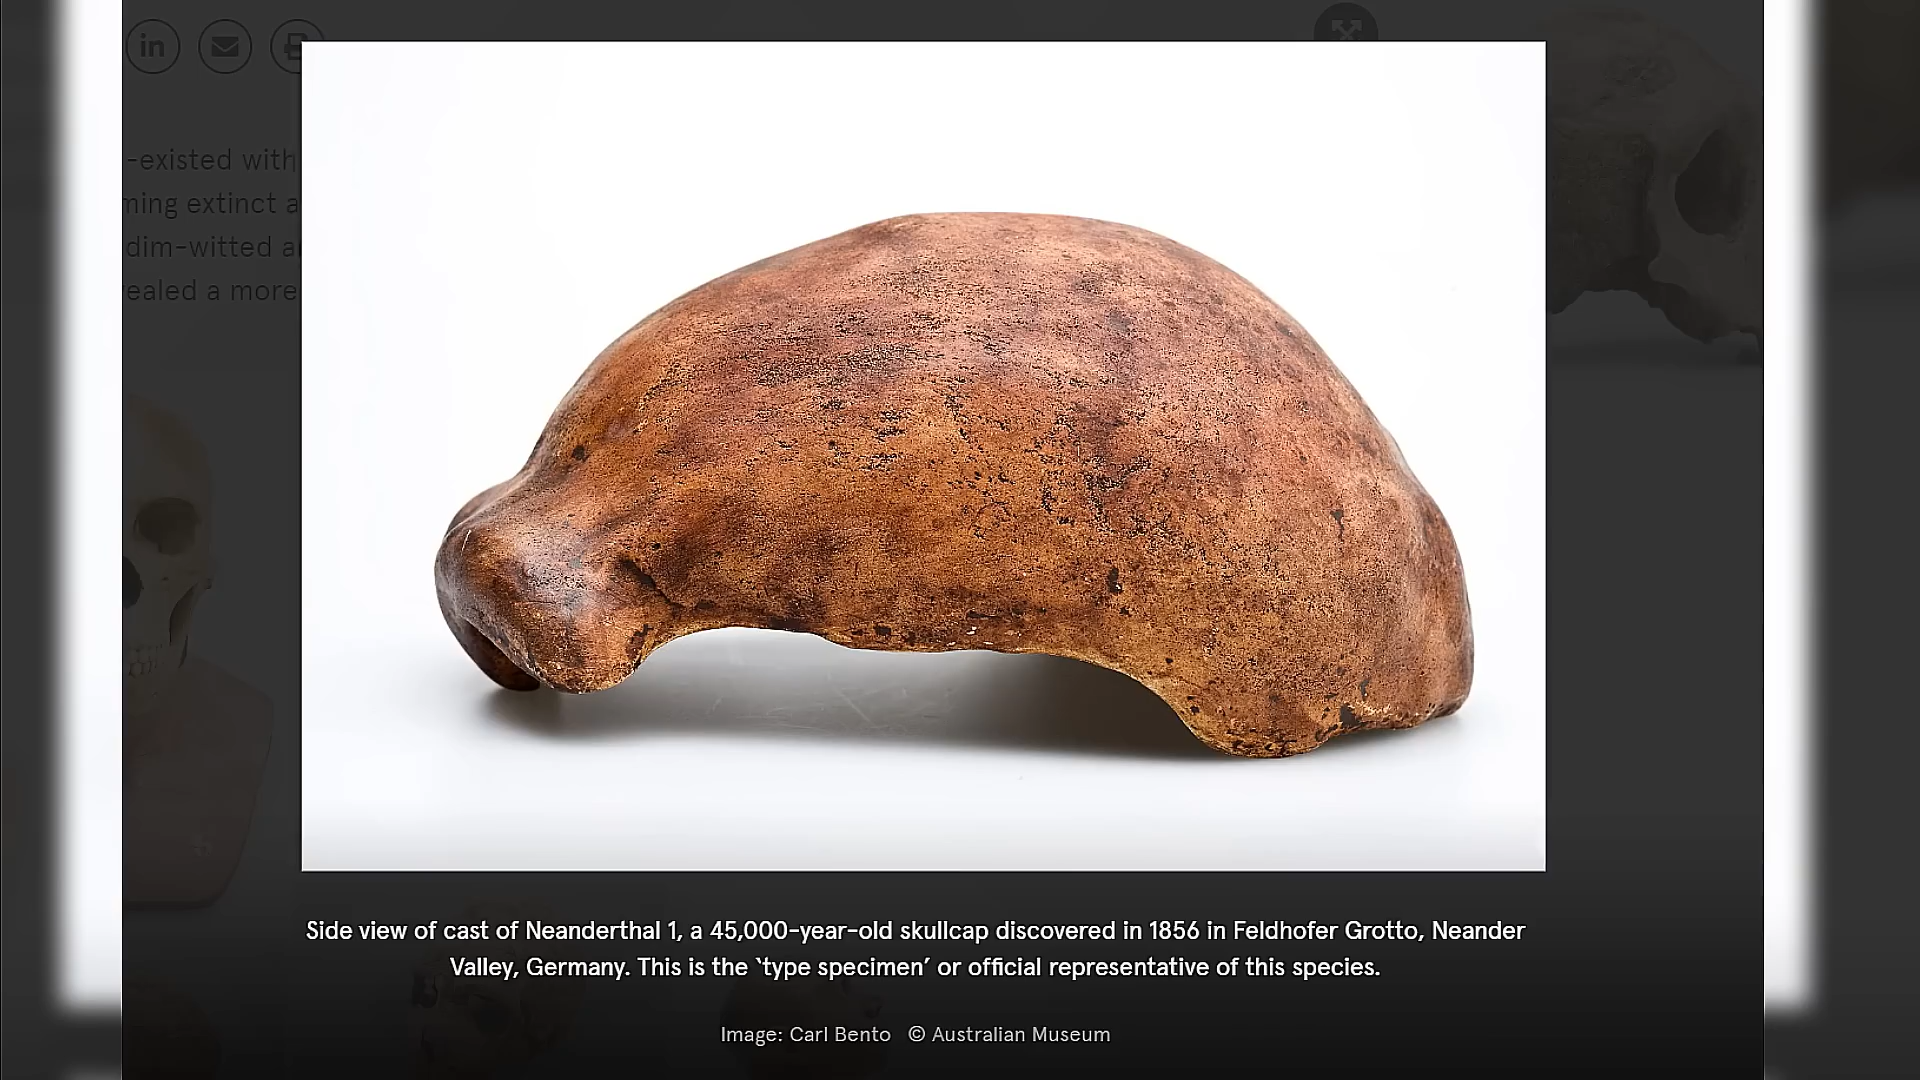 in
-existed with
ming extinct a
dim-witted a
ealed a more
Side view of cast of Neanderthal 1, a 45,000-year-old skullcap discovered in 1856 in Feldhofer Grotto, Neander
Valley, Germany. This is the ‵type specimen′ or official representative of this species.
Image: Carl Bento © Australian Museum